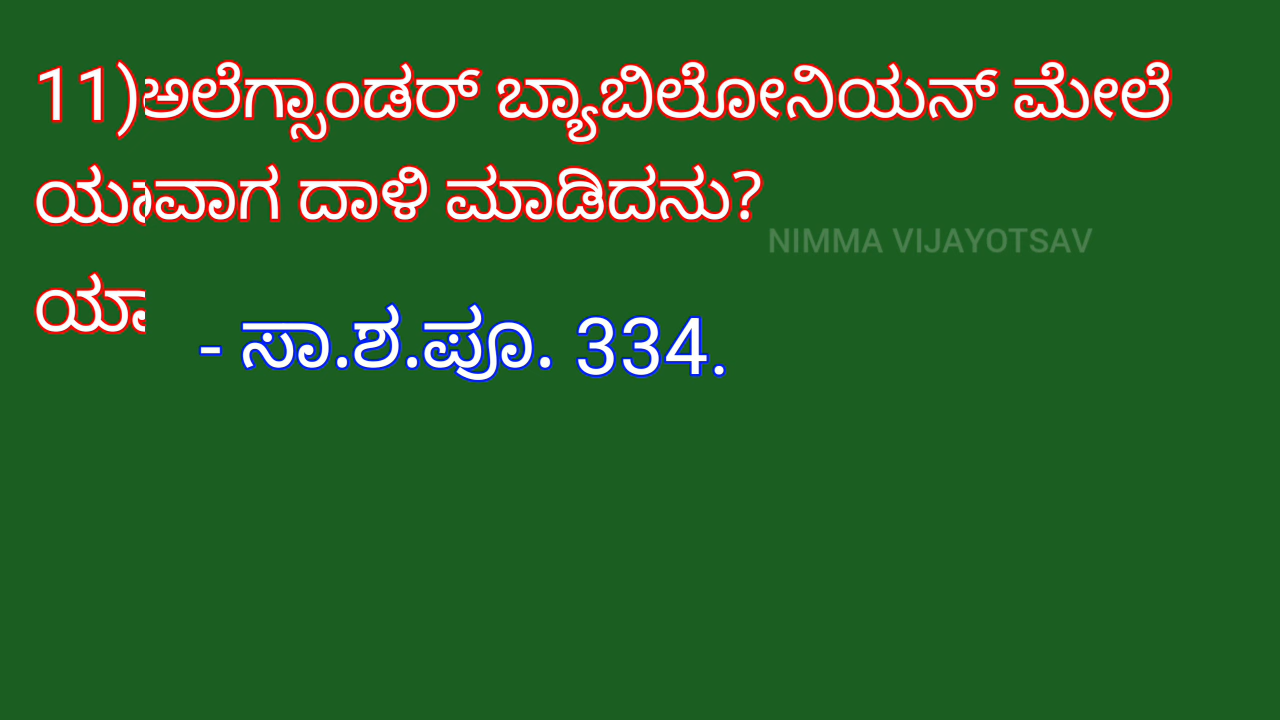 11)ಅಲೆಗ್ಸಾಂಡರ್ ಬ್ಯಾಬಿಲೋನಿಯನ್ ಮೇಲೆ
ಯಾವಾಗ ದಾಳಿ ಮಾಡಿದನು?
NIMMA VIJAYOTSAV
ಯಾ
- ಸಾ.ಶ.ಪೂ. 334.